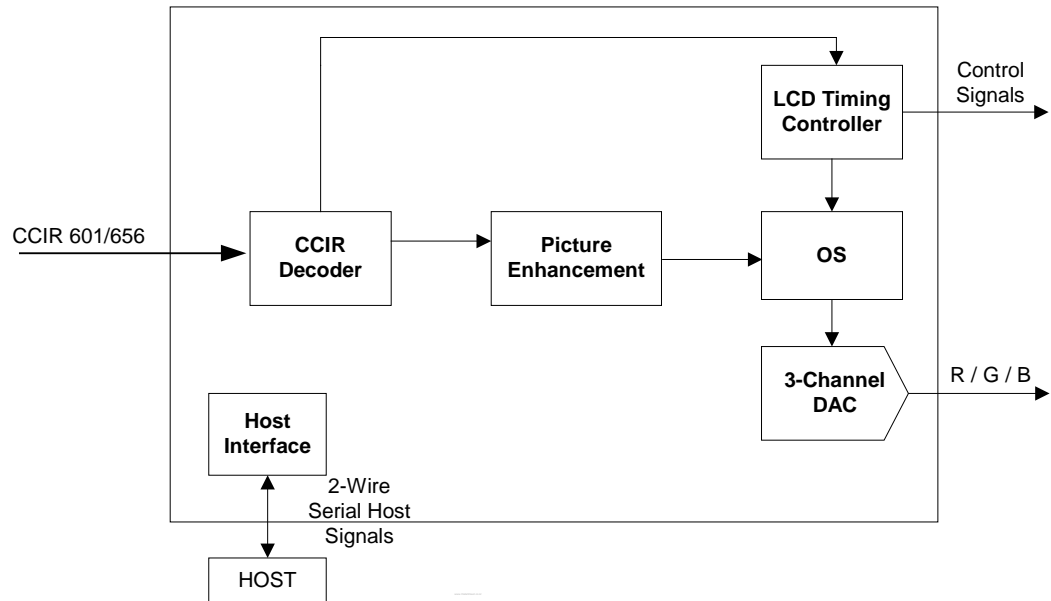 LCD Timing
Controller
Control
Signals
CCIR 601/656
CCIR
Decoder
Picture
Enhancement
OS
3-Channel
DAC
R / G / B
Host
Interface
2-Wire
Serial Host
Signals
HOST